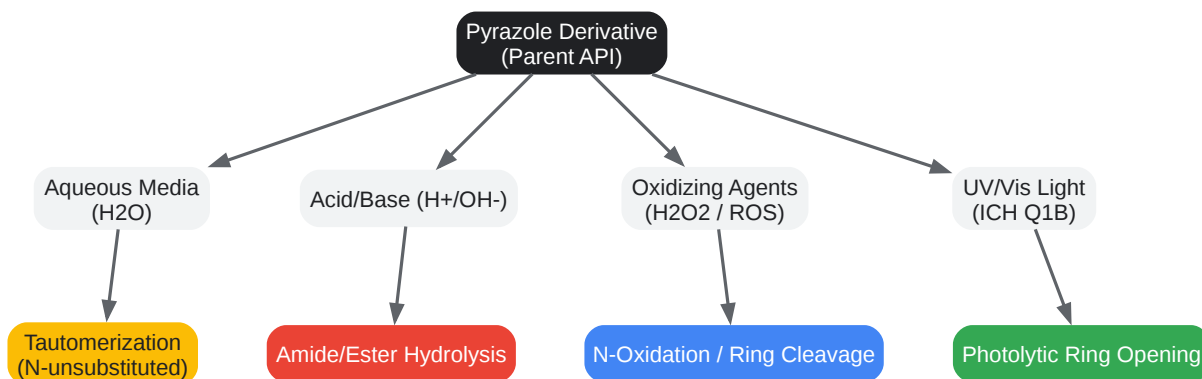 Pyrazole Derivative
(Parent API)
Aqueous Media
(H2O)
Acid/Base (H+/OH-)
Oxidizing Agents
(H2O2 / ROS)
UV/Vis Light
(ICH Q1B)
Tautomerization
(N-unsubstituted)
Amide/Ester Hydrolysis
N-Oxidation / Ring Cleavage
Photolytic Ring Opening